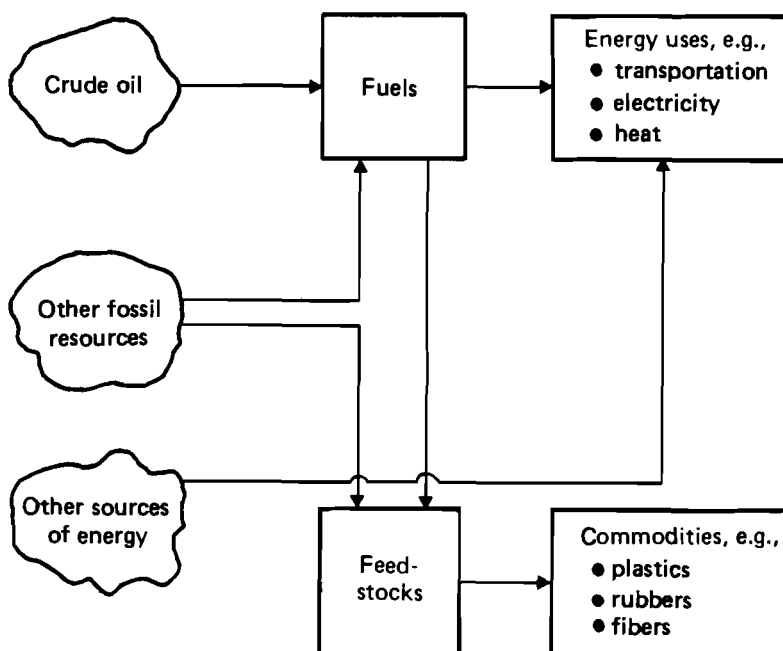 Crude oil
Fuels
Energy uses, e.g.,
● transportation
● electricity
● heat
Other fossil
resources
Other sources
of energy
Feed-
stocks
Commodities, e.g.,
● plastics
● rubbers
● fibers